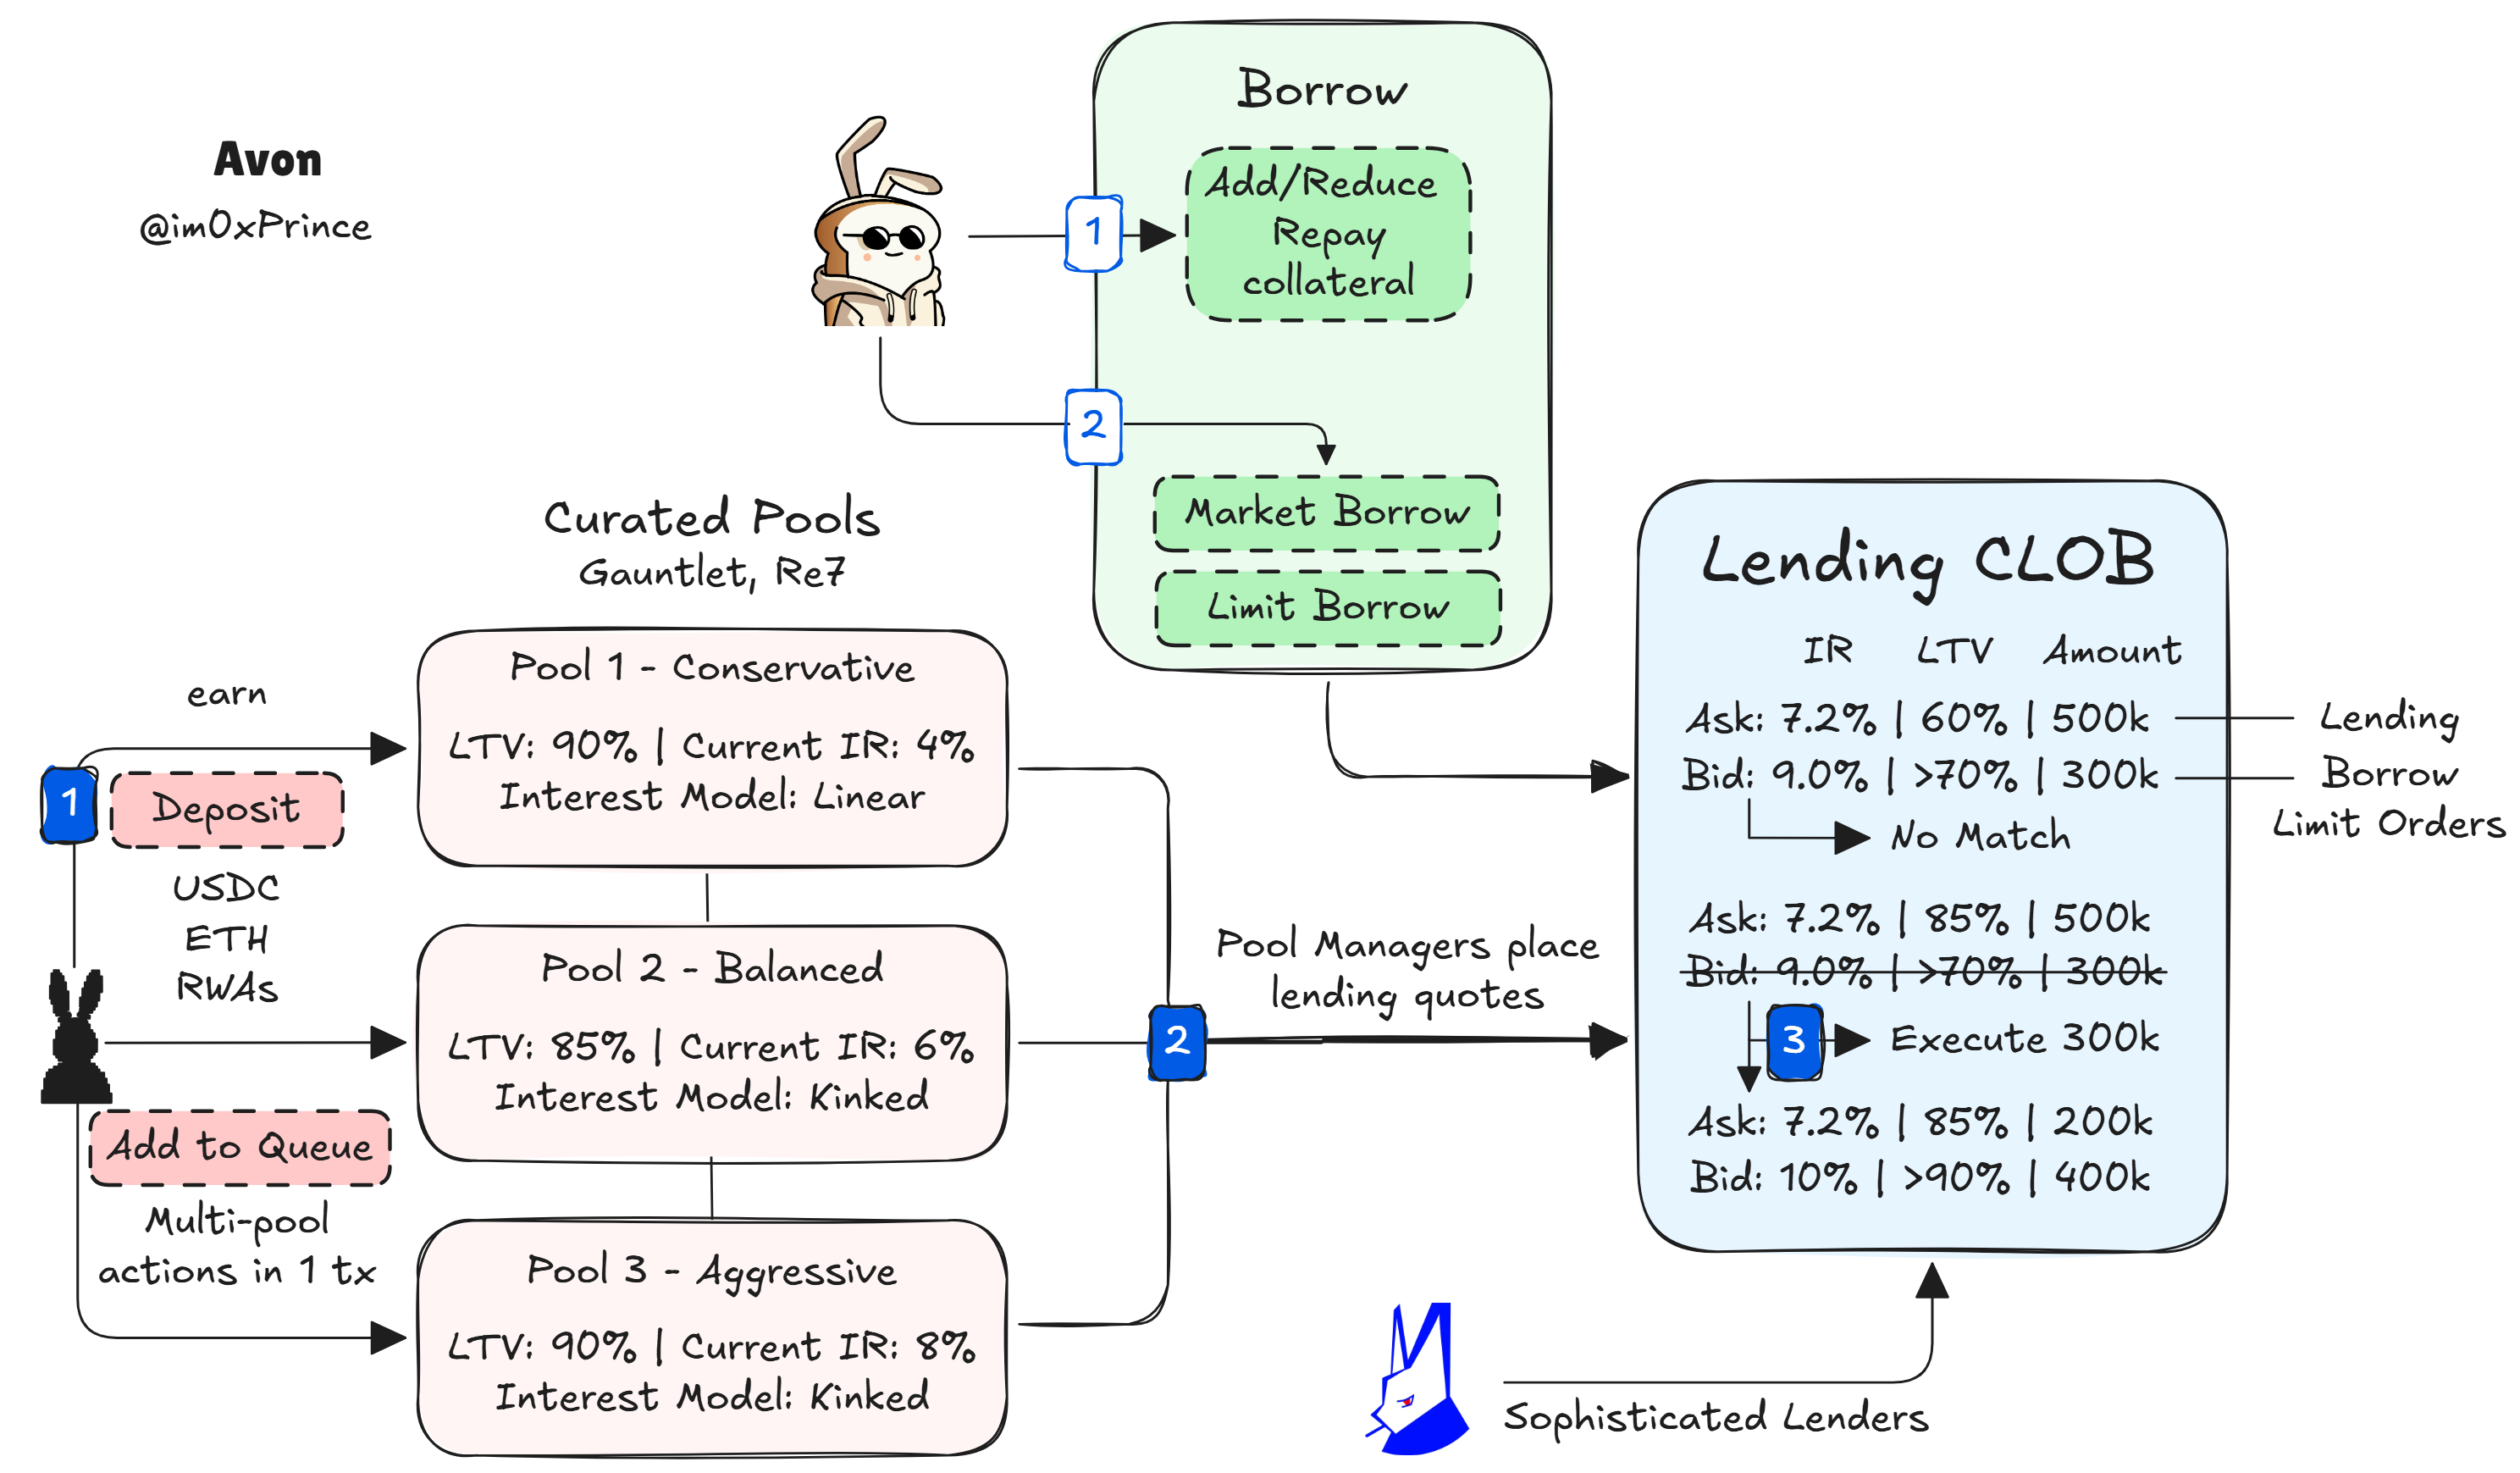 Avon
@im0xPrince
Borrow
1
Add/Reduce
Repay
collateral
2
Market Borrow
Limit Borrow
Curated Pools
Gauntlet, Re7
earn
1
Deposit
USDC
ETH
RWAs
Add to Queue
Multi-pool
actions in 1 tx
Pool 1 - Conservative
LTV: 90% | Current IR: 4%
Interest Model: Linear
Pool 2 - Balanced
LTV: 85% | Current IR: 6%
Interest Model: Kinked
Pool 3 - Aggressive
LTV: 90% | Current IR: 8%
Interest Model: Kinked
2
Pool Managers place
lending quotes
Lending CLOB
IR LTV Amount
Ask: 7.2% | 60% | 500k
Bid: 9.0% | >70% | 300k
No Match
Ask: 7.2% | 85% | 500k
Bid: 9.0% | >70% | 300k
3
Execute 300k
Ask: 7.2% | 85% | 200k
Bid: 10% | >90% | 400k
Lending
Borrow
Limit Orders
Sophisticated Lenders